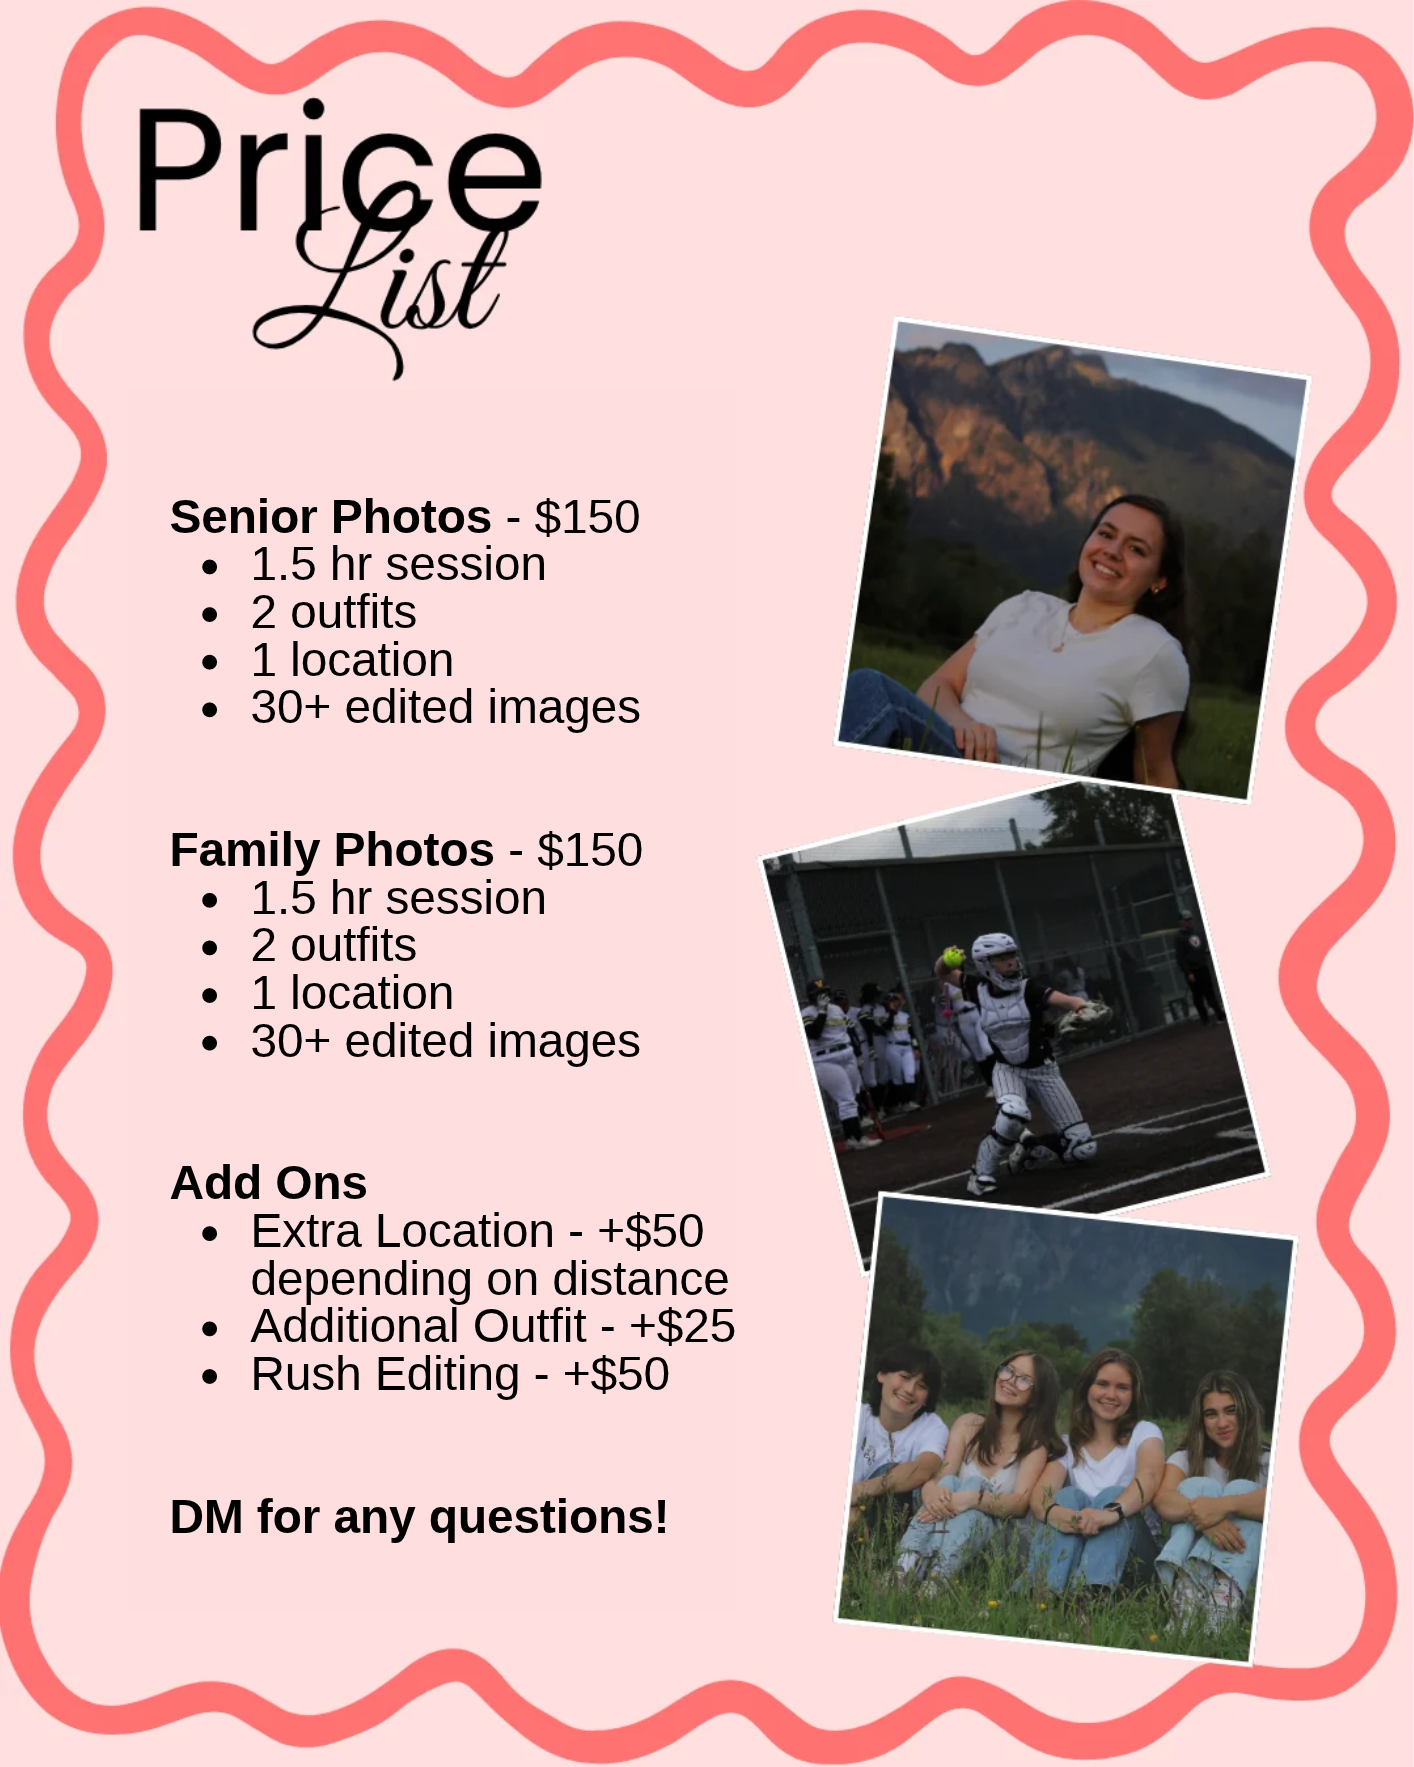 Price
List
Senior Photos - $150
• 1.5 hr session
• 2 outfits
• 1 location
• 30+ edited images
Family Photos - $150
• 1.5 hr session
• 2 outfits
• 1 location
• 30+ edited images
Add Ons
• Extra Location - +$50
depending on distance
• Additional Outfit - +$25
• Rush Editing - +$50
DM for any questions!